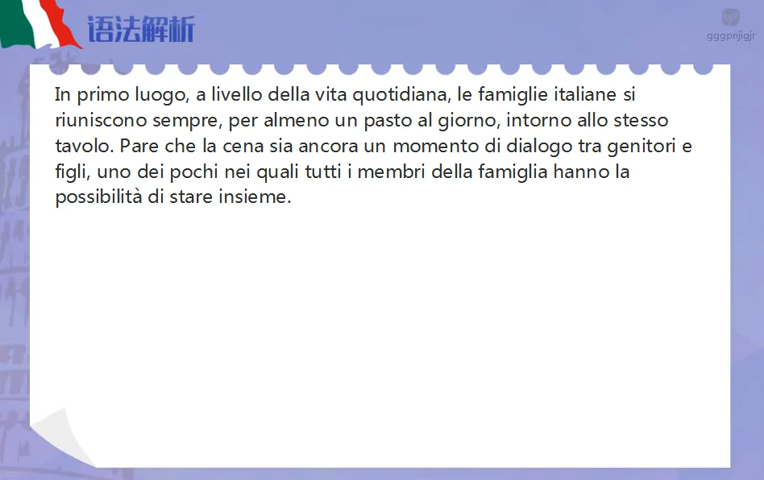 语法解析
gggpnjigjr
In primo luogo, a livello della vita quotidiana, le famiglie italiane si
riuniscono sempre, per almeno un pasto al giorno, intorno allo stesso
tavolo. Pare che la cena sia ancora un momento di dialogo tra genitori e
figli, uno dei pochi nei quali tutti i membri della famiglia hanno la
possibilità di stare insieme.